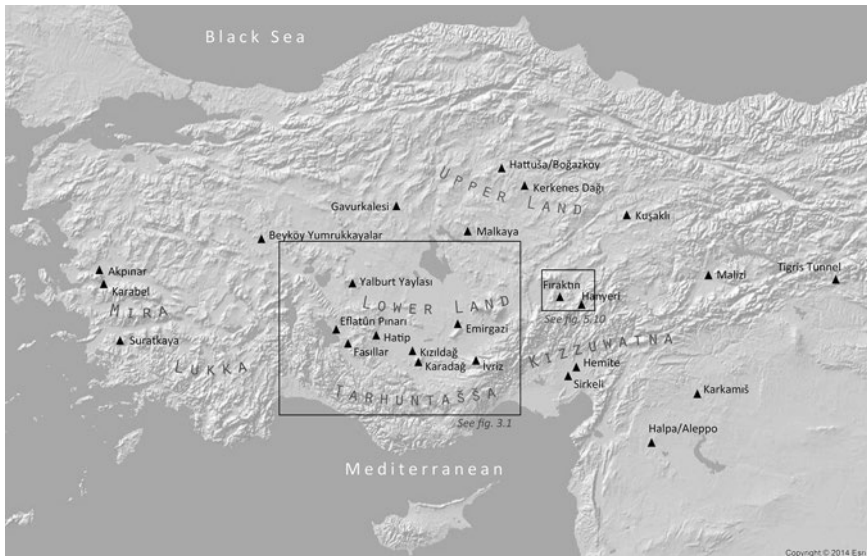 Black Sea
Hattuša/Boğazköy
UPPER LAND
Kerkenes Dağı
Gavurkalesi
Kuşaklı
Malkaya
Beyköy Yumrukkayalar
Akpınar
Karabel
MIRA
Yalburt Yaylası
LOWER LAND
Fıraktın
Hanyeri
See fig. 5.10
Malizi
Tigris Tunnel
Eflatûn Pınarı
Hatip
Emirgazi
Suratkaya
Fasıllar
Kızıldağ
Karadağ
İvriz
LUKKA
KIZZUWATNA
Hemite
Sirkeli
TARHUNTAŠŠA
Karkamiš
See fig. 3.1
Halpa/Aleppo
Mediterranean
Copyright © 2014 Esri